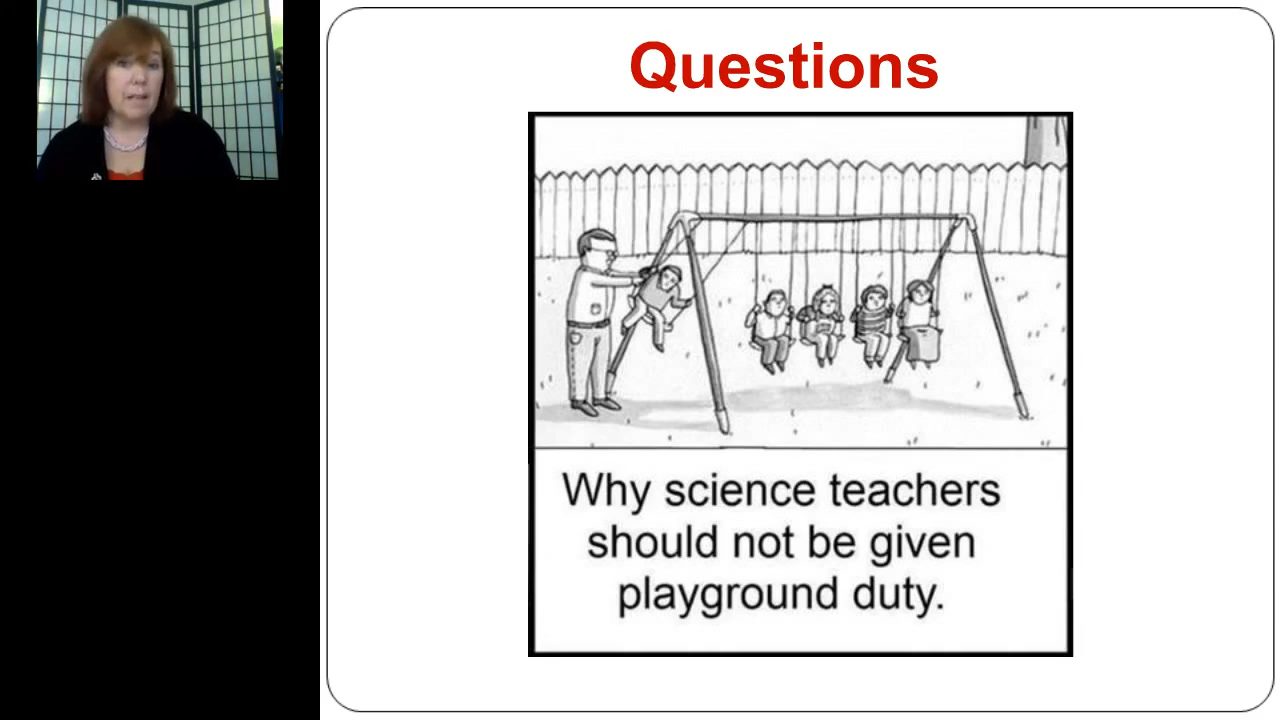 Questions
Why science teachers
should not be given
playground duty.